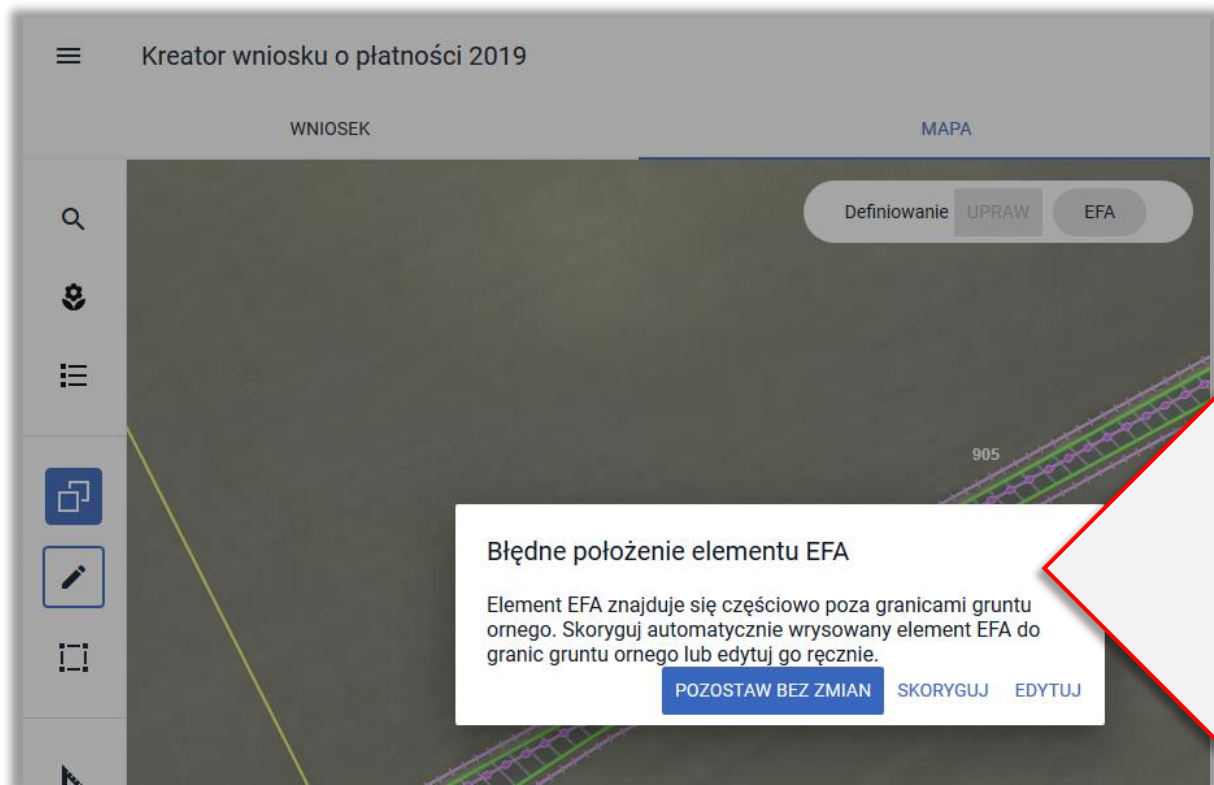 Kreator wniosku o płatności 2019
WNIOSEK
MAPA
Definiowanie UPRAW EFA
905
Błędne położenie elementu EFA
Element EFA znajduje się częściowo poza granicami gruntu
ornego. Skoryguj automatycznie wrysowany element EFA do
granic gruntu ornego lub edytuj go ręcznie.
POZOSTAW BEZ ZMIAN SKORYGUJ EDYTUJ